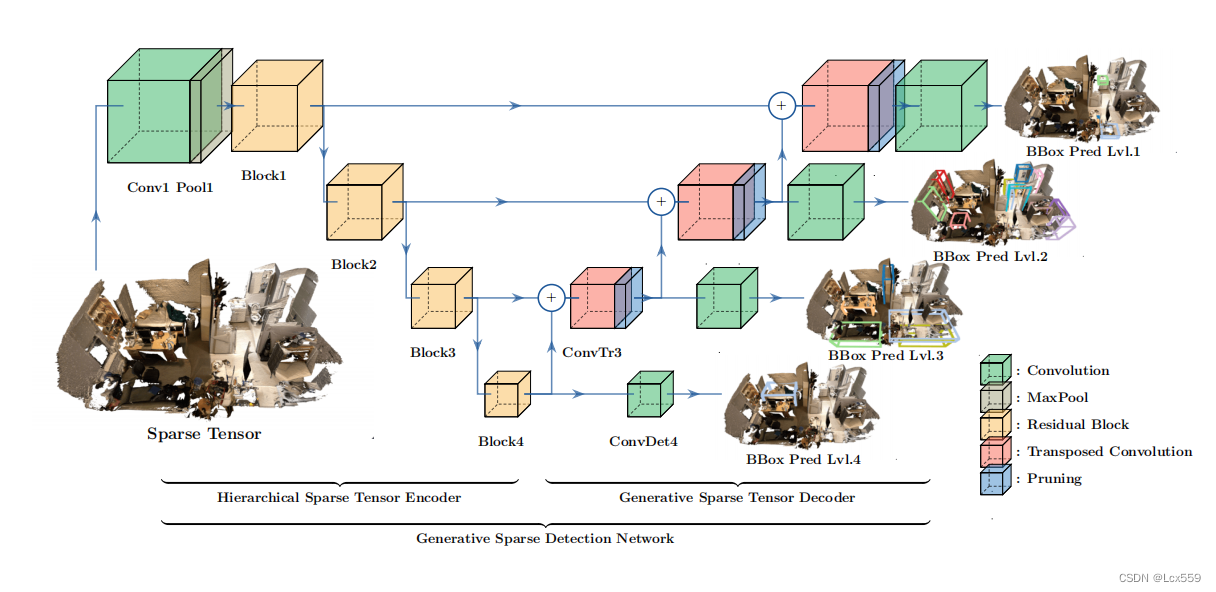 BBox Pred Lvl.1
Conv1 Pool1
Block1
BBox Pred Lvl.2
Block2
Block3
ConvTr3
BBox Pred Lvl.3
: Convolution
: MaxPool
: Residual Block
: Transposed Convolution
: Pruning
Sparse Tensor
Block4
ConvDet4
BBox Pred Lvl.4
Hierarchical Sparse Tensor Encoder
Generative Sparse Tensor Decoder
Generative Sparse Detection Network
CSDN @Lcx559
+
+
+